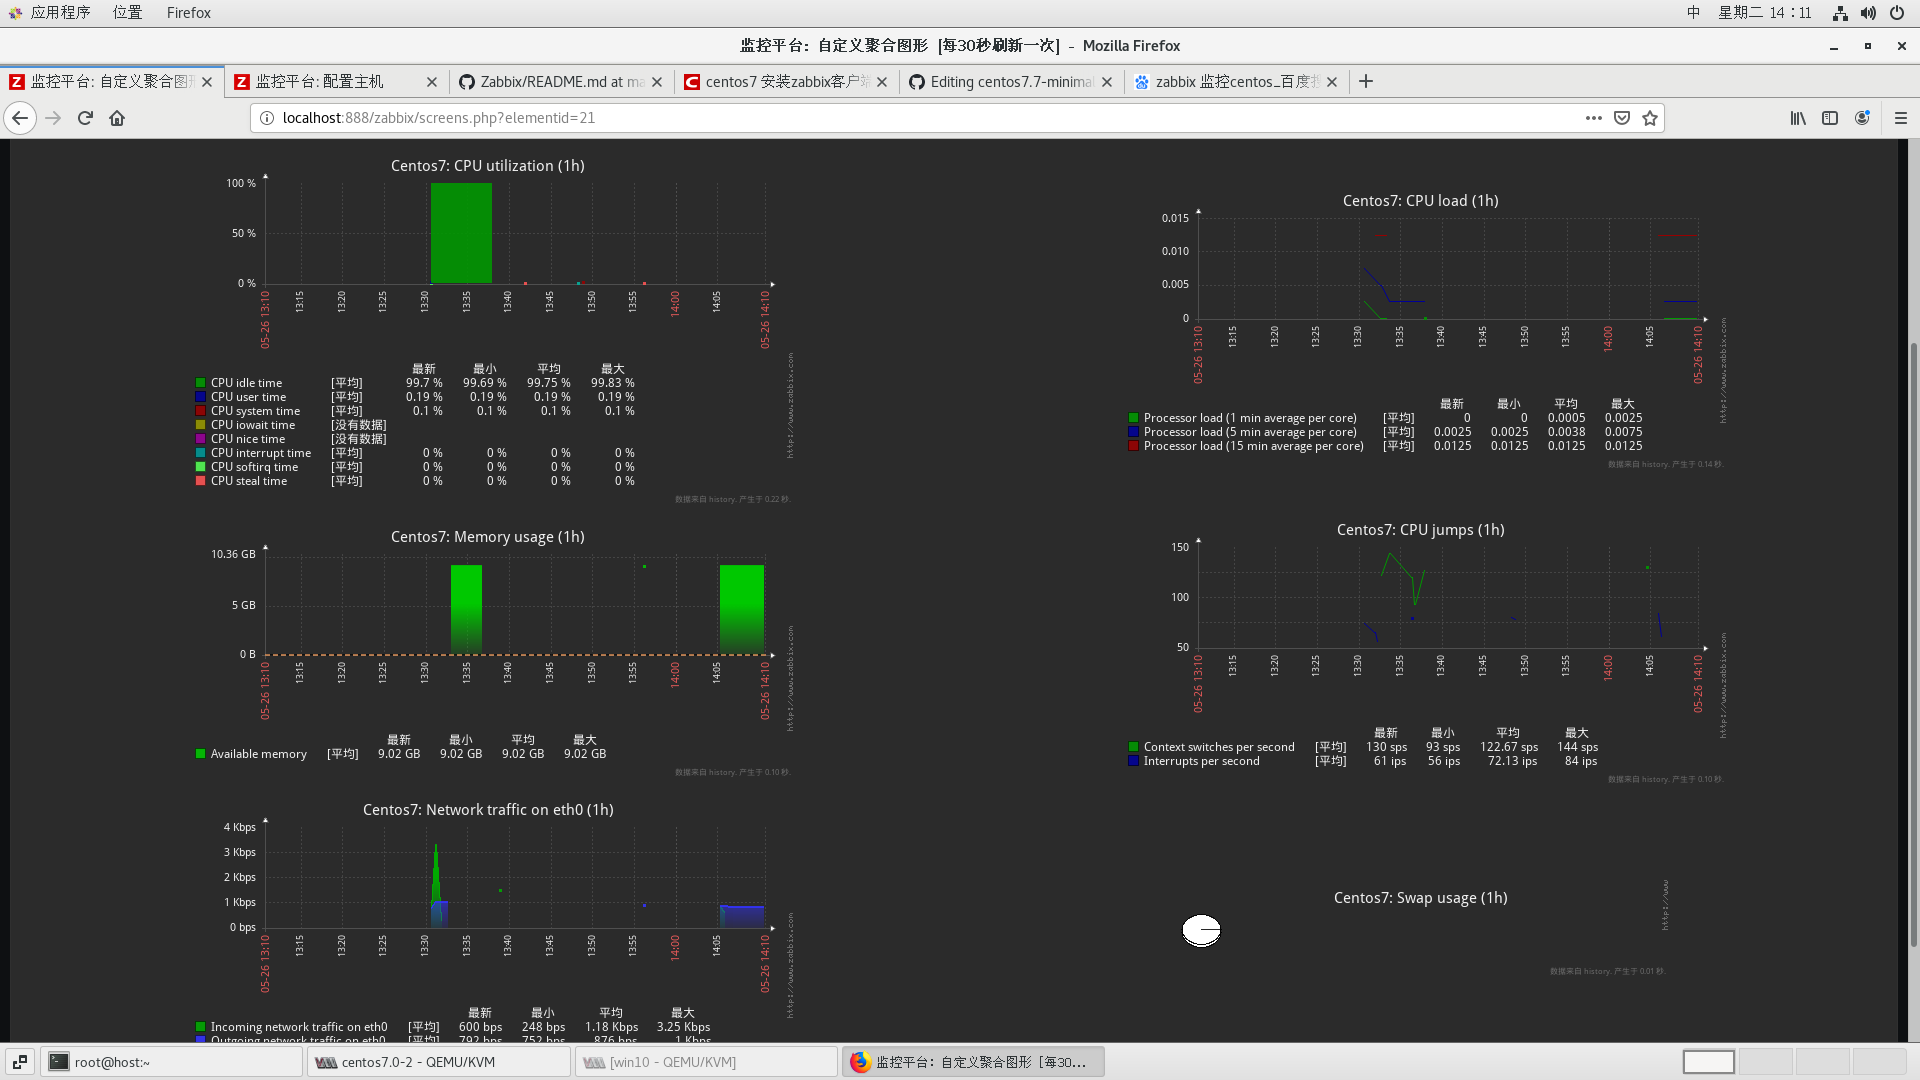 应用程序 位置 Firefox 中 星期二 14：11
监控平台：自定义聚合图形 [每30秒刷新一次] - Mozilla Firefox
监控平台: 自定义聚合图形 监控平台: 配置主机 Zabbix/README.md at ma centos7 安装zabbix客户端 Editing centos7.7-minimal zabbix 监控centos_百度搜
localhost:888/zabbix/screens.php?elementid=21
Centos7: CPU utilization (1h)
100 %
50 %
0 %
05-26 13:10 13:15 13:20 13:25 13:30 13:35 13:40 13:45 13:50 13:55 14:00 14:05 05-26 14:10
最新 最小 平均 最大
CPU idle time [平均] 99.7 % 99.69 % 99.75 % 99.83 %
CPU user time [平均] 0.19 % 0.19 % 0.19 % 0.19 %
CPU system time [平均] 0.1 % 0.1 % 0.1 % 0.1 %
CPU iowait time [没有数据]
CPU nice time [没有数据]
CPU interrupt time [平均] 0 % 0 % 0 % 0 %
CPU softirq time [平均] 0 % 0 % 0 % 0 %
CPU steal time [平均] 0 % 0 % 0 % 0 %
http://www.zabbix.com
数据来自 history. 产生于 0.22 秒.
Centos7: CPU load (1h)
0.015
0.010
0.005
0
05-26 13:10 13:15 13:20 13:25 13:30 13:35 13:40 13:45 13:50 13:55 14:00 14:05 05-26 14:10
最新 最小 平均 最大
Processor load (1 min average per core) [平均] 0 0 0.0005 0.0025
Processor load (5 min average per core) [平均] 0.0025 0.0025 0.0038 0.0075
Processor load (15 min average per core) [平均] 0.0125 0.0125 0.0125 0.0125
http://www.zabbix.com
数据来自 history. 产生于 0.14 秒.
Centos7: Memory usage (1h)
10.36 GB
5 GB
0 B
05-26 13:10 13:15 13:20 13:25 13:30 13:35 13:40 13:45 13:50 13:55 14:00 14:05 05-26 14:10
最新 最小 平均 最大
Available memory [平均] 9.02 GB 9.02 GB 9.02 GB 9.02 GB
http://www.zabbix.com
数据来自 history. 产生于 0.10 秒.
Centos7: CPU jumps (1h)
150
100
50
05-26 13:10 13:15 13:20 13:25 13:30 13:35 13:40 13:45 13:50 13:55 14:00 14:05 05-26 14:10
最新 最小 平均 最大
Context switches per second [平均] 130 sps 93 sps 122.67 sps 144 sps
Interrupts per second [平均] 61 ips 56 ips 72.13 ips 84 ips
http://www.zabbix.com
数据来自 history. 产生于 0.10 秒.
Centos7: Network traffic on eth0 (1h)
4 Kbps
3 Kbps
2 Kbps
1 Kbps
0 bps
05-26 13:10 13:15 13:20 13:25 13:30 13:35 13:40 13:45 13:50 13:55 14:00 14:05 05-26 14:10
最新 最小 平均 最大
Incoming network traffic on eth0 [平均] 600 bps 248 bps 1.18 Kbps 3.25 Kbps
Outgoing network traffic on eth0 [平均] 792 bps 752 bps 876 bps 1 Kbps
http://www.zabbix.com
Centos7: Swap usage (1h)
http://www
数据来自 history. 产生于 0.01 秒.
root@host:~ centos7.0-2 - QEMU/KVM [win10 - QEMU/KVM] 监控平台：自定义聚合图形 [每30...